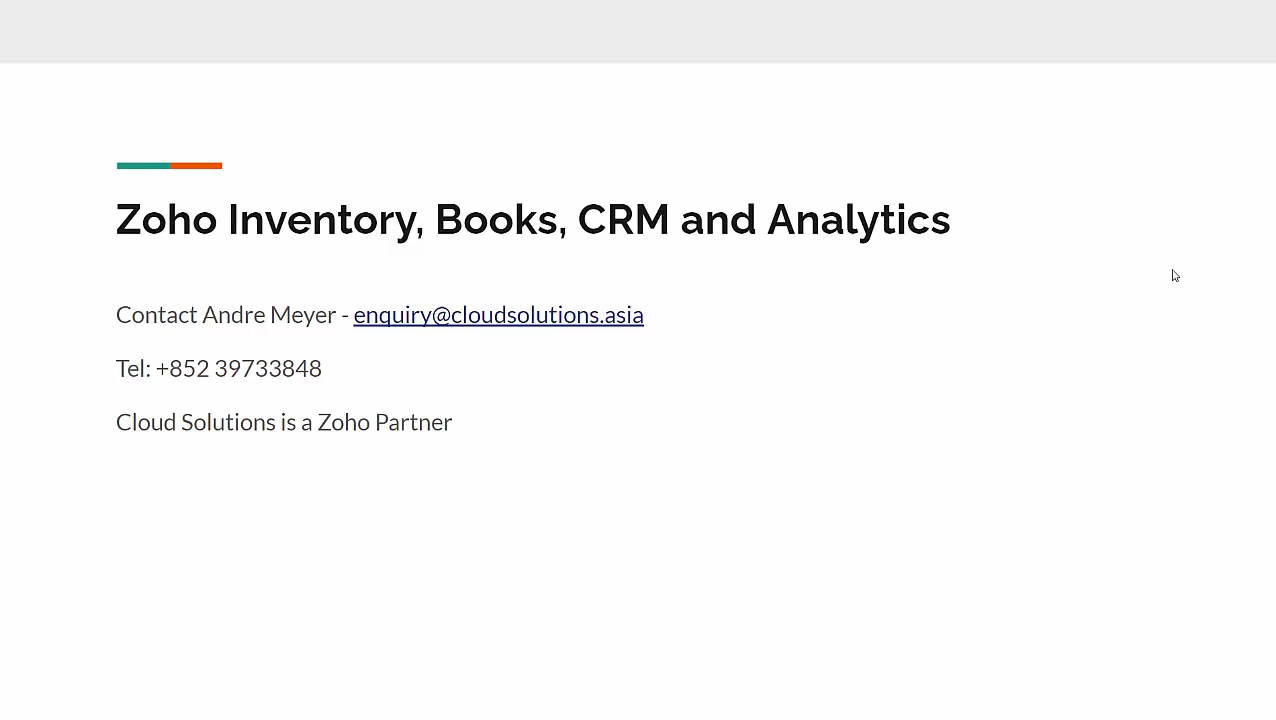 Zoho Inventory, Books, CRM and Analytics
Contact Andre Meyer - enquiry@cloudsolutions.asia
Tel: +852 39733848
Cloud Solutions is a Zoho Partner